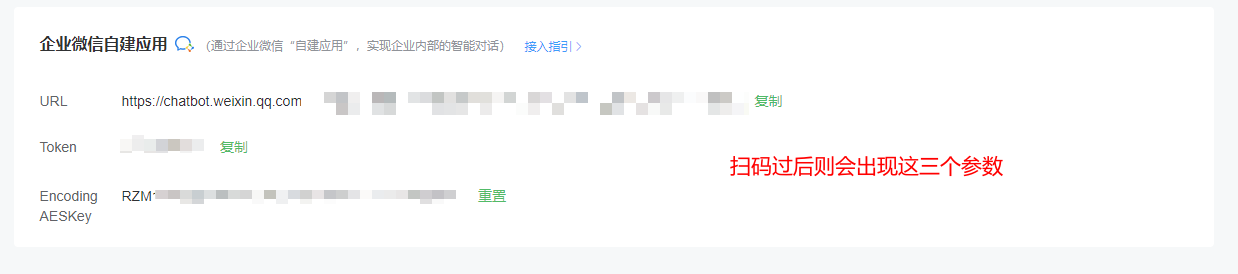 企业微信自建应用 (通过企业微信“自建应用”，实现企业内部的智能对话) 接入指引
URL https://chatbot.weixin.qq.com 复制
Token 复制
扫码过后则会出现这三个参数
Encoding AESKey RZM 重置